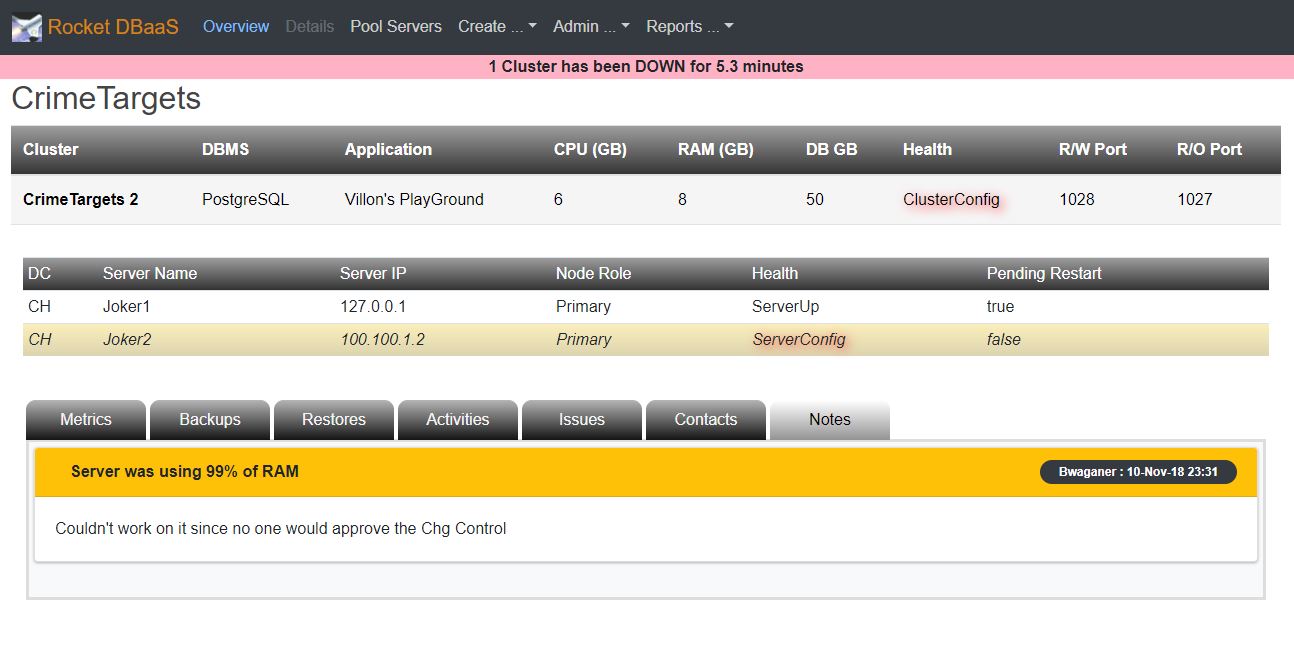 Rocket DBaaS Overview Details Pool Servers Create ... Admin ... Reports ...
1 Cluster has been DOWN for 5.3 minutes
CrimeTargets
Cluster DBMS Application CPU (GB) RAM (GB) DB GB Health R/W Port R/O Port
CrimeTargets 2 PostgreSQL Villon's PlayGround 6 8 50 ClusterConfig 1028 1027
DC Server Name Server IP Node Role Health Pending Restart
CH Joker1 127.0.0.1 Primary ServerUp true
CH Joker2 100.100.1.2 Primary ServerConfig false
Metrics Backups Restores Activities Issues Contacts Notes
Server was using 99% of RAM Bwaganer : 10-Nov-18 23:31
Couldn't work on it since no one would approve the Chg Control